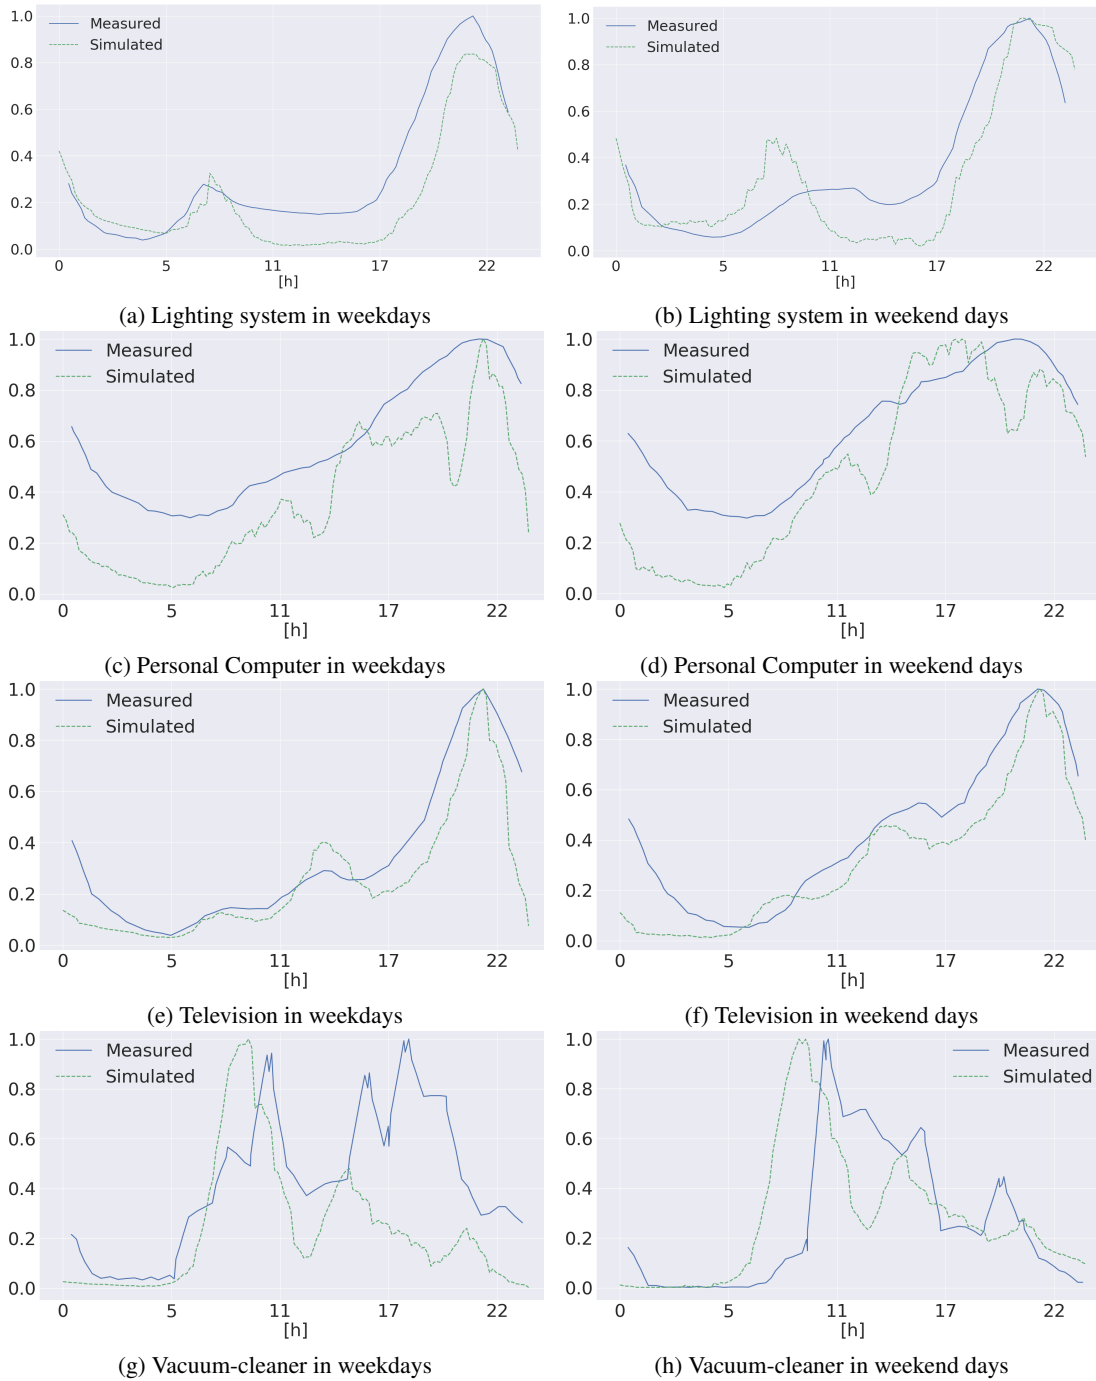 1.0
0.8
0.6
0.4
0.2
0.0
Measured
Simulated
0 5 11 17 22
[h]
(a) Lighting system in weekdays
1.0
0.8
0.6
0.4
0.2
0.0
Measured
Simulated
0 5 11 17 22
[h]
(b) Lighting system in weekend days
1.0
0.8
0.6
0.4
0.2
0.0
Measured
Simulated
0 5 11 17 22
[h]
(c) Personal Computer in weekdays
1.0
0.8
0.6
0.4
0.2
0.0
Measured
Simulated
0 5 11 17 22
[h]
(d) Personal Computer in weekend days
1.0
0.8
0.6
0.4
0.2
0.0
Measured
Simulated
0 5 11 17 22
[h]
(e) Television in weekdays
1.0
0.8
0.6
0.4
0.2
0.0
Measured
Simulated
0 5 11 17 22
[h]
(f) Television in weekend days
1.0
0.8
0.6
0.4
0.2
0.0
Measured
Simulated
0 5 11 17 22
[h]
(g) Vacuum-cleaner in weekdays
1.0
0.8
0.6
0.4
0.2
0.0
Measured
Simulated
0 5 11 17 22
[h]
(h) Vacuum-cleaner in weekend days